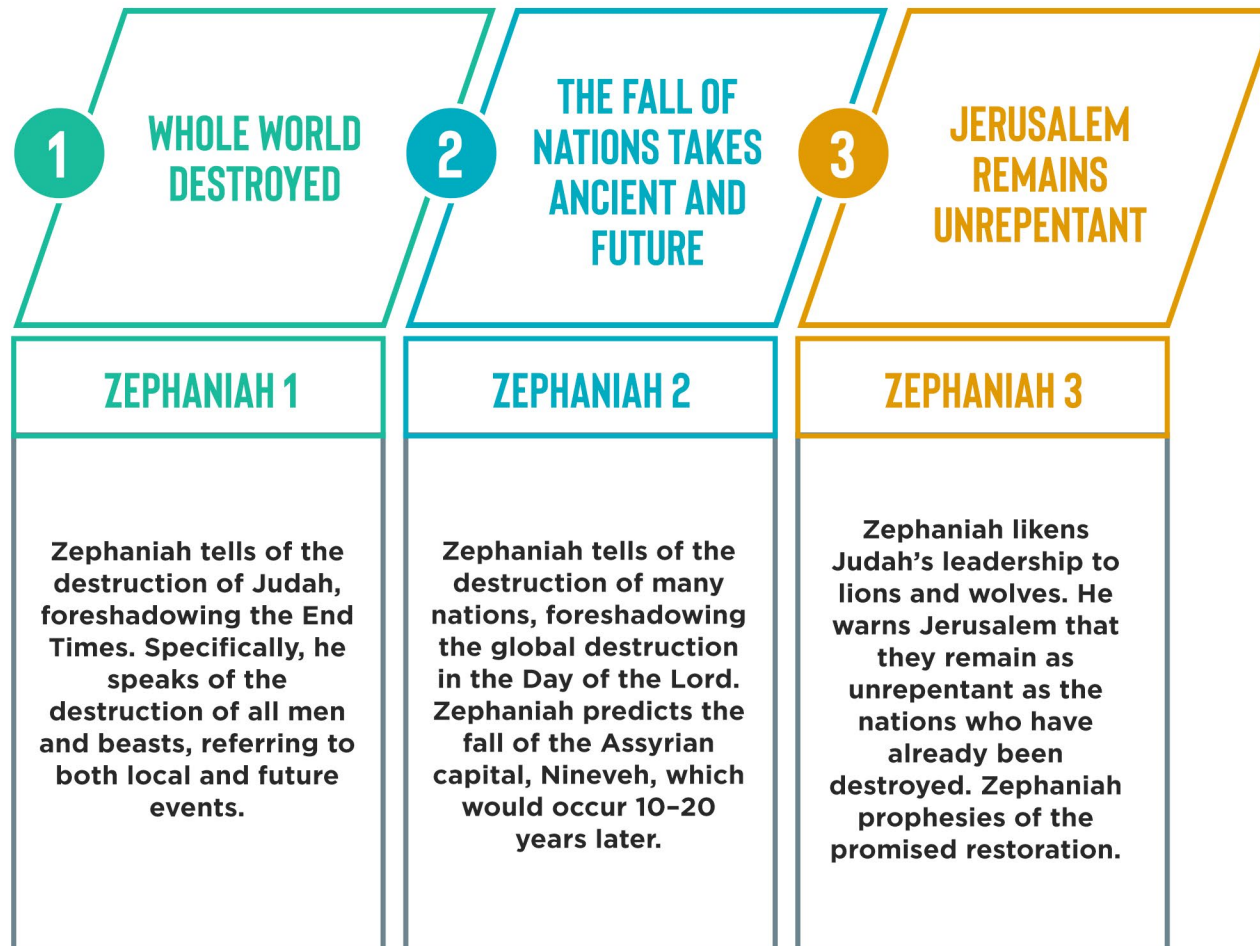 1
WHOLE WORLD
DESTROYED
2
THE FALL OF
NATIONS TAKES
ANCIENT AND
FUTURE
3
JERUSALEM
REMAINS
UNREPENTANT
ZEPHANIAH 1
Zephaniah tells of the
destruction of Judah,
foreshadowing the End
Times. Specifically, he
speaks of the
destruction of all men
and beasts, referring to
both local and future
events.
ZEPHANIAH 2
Zephaniah tells of the
destruction of many
nations, foreshadowing
the global destruction
in the Day of the Lord.
Zephaniah predicts the
fall of the Assyrian
capital, Nineveh, which
would occur 10–20
years later.
ZEPHANIAH 3
Zephaniah likens
Judah’s leadership to
lions and wolves. He
warns Jerusalem that
they remain as
unrepentant as the
nations who have
already been
destroyed. Zephaniah
prophesies of the
promised restoration.